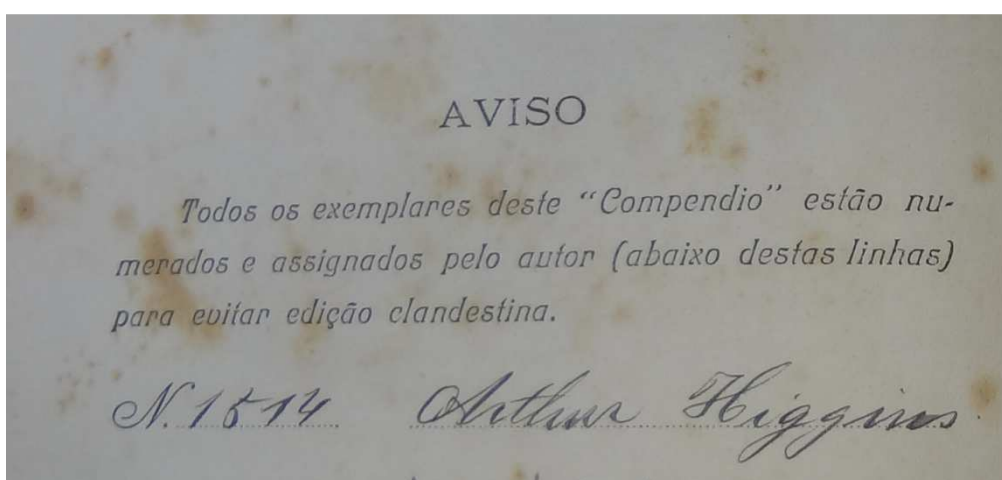 AVISO
Todos os exemplares deste “Compendio” estão nu-
merados e assignados pelo autor (abaixo destas linhas)
para evitar edição clandestina.
N. 1514 Arthur Higgins